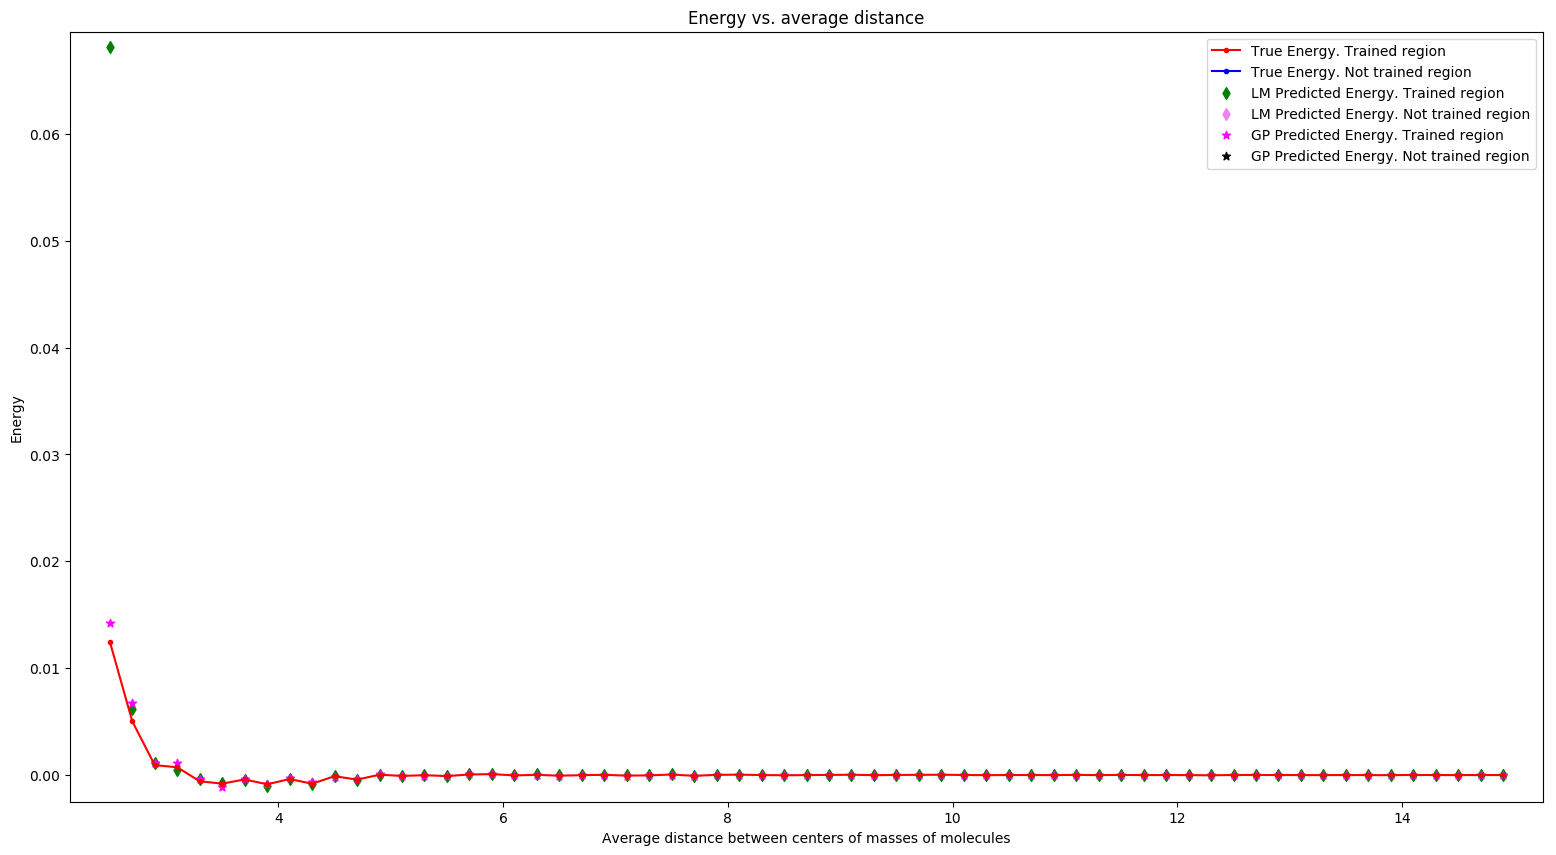 Energy vs. average distance
True Energy. Trained region
True Energy. Not trained region
LM Predicted Energy. Trained region
LM Predicted Energy. Not trained region
GP Predicted Energy. Trained region
GP Predicted Energy. Not trained region
Energy
0.06
0.05
0.04
0.03
0.02
0.01
0.00
4
6
8
10
12
14
Average distance between centers of masses of molecules